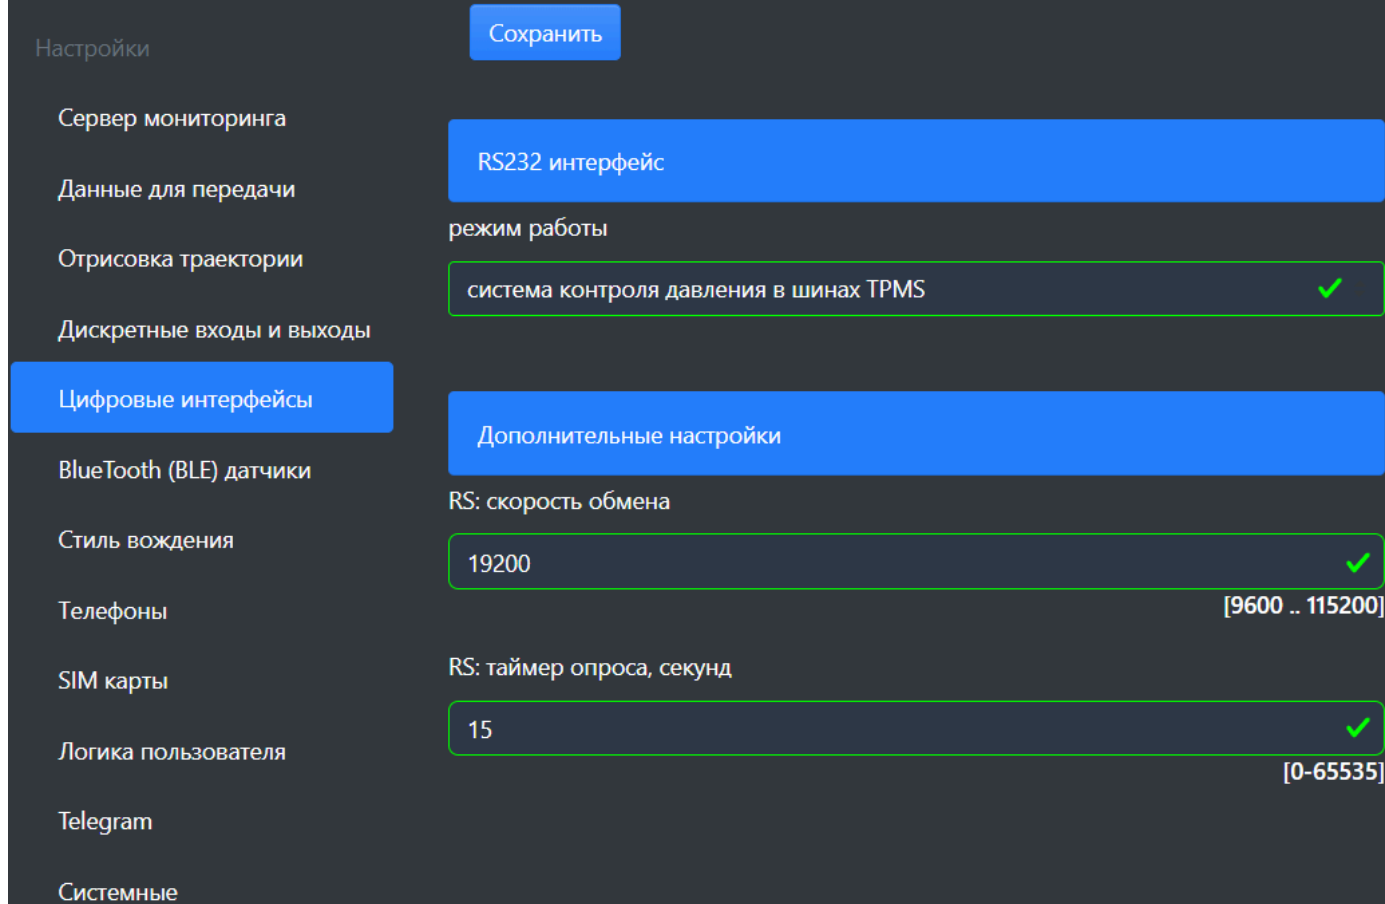 Настройки
Сервер мониторинга
Данные для передачи
Отрисовка траектории
Дискретные входы и выходы
Цифровые интерфейсы
BlueTooth (BLE) датчики
Стиль вождения
Телефоны
SIM карты
Логика пользователя
Telegram
Системные
Сохранить
RS232 интерфейс
режим работы
система контроля давления в шинах TPMS
Дополнительные настройки
RS: скорость обмена
19200
[9600 .. 115200]
RS: таймер опроса, секунд
15
[0-65535]